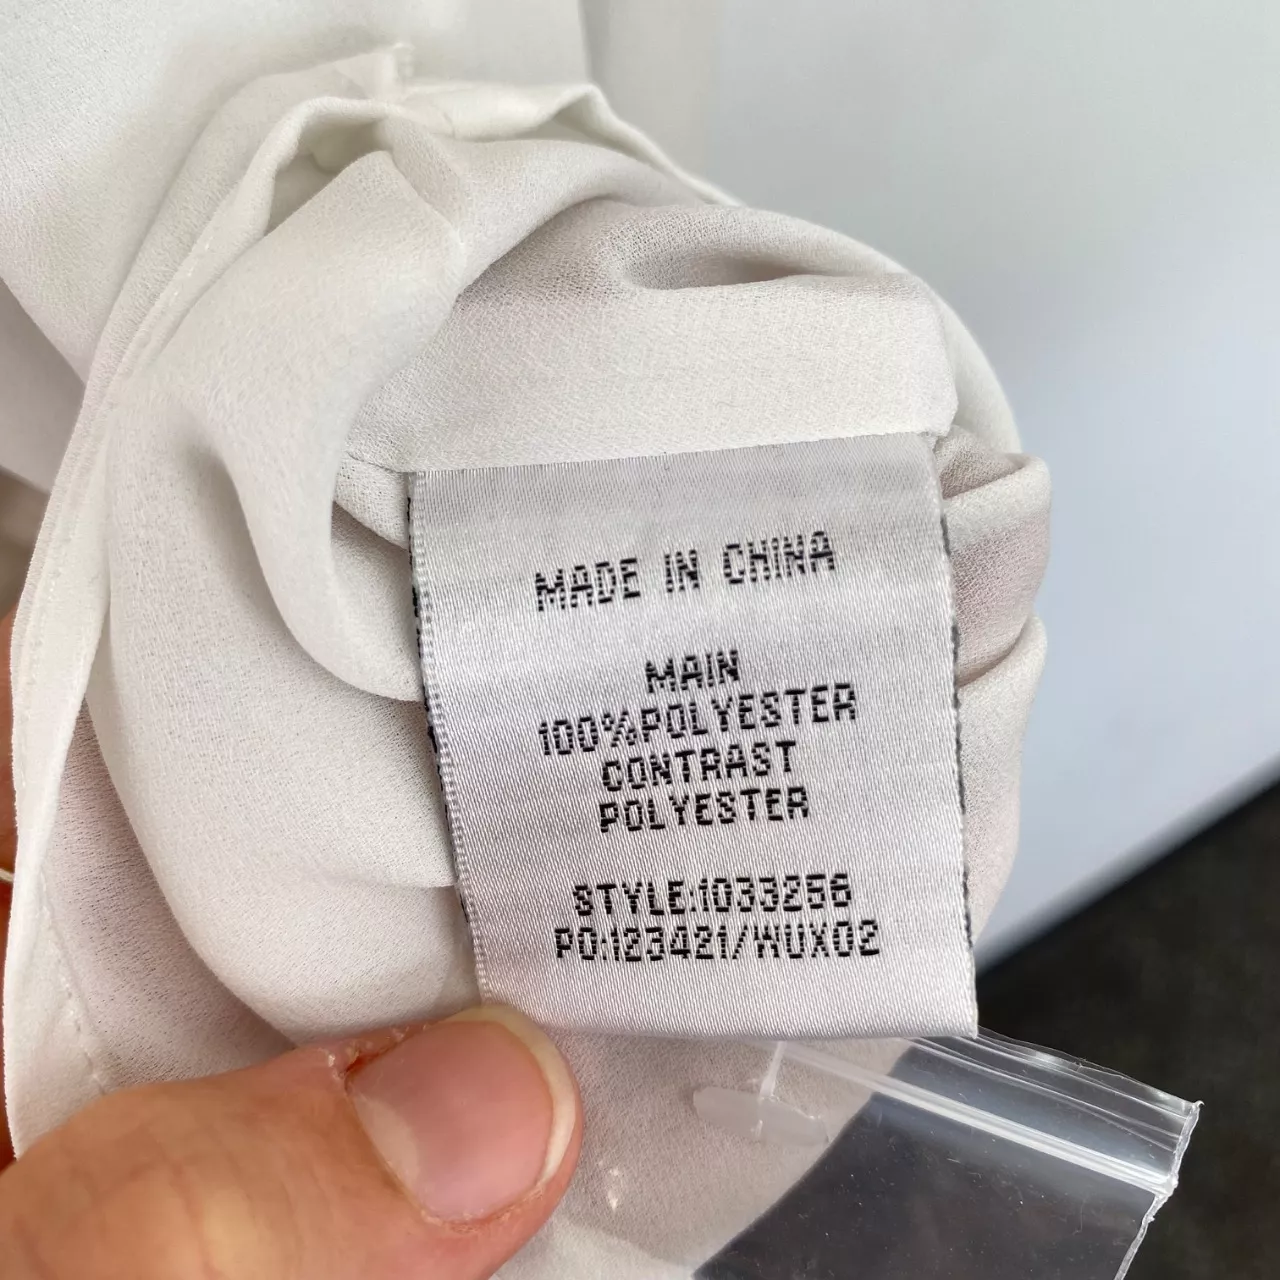 MADE IN CHINA
MAIN
100%POLYESTER
CONTRAST
POLYESTER
STYLE:1033256
PO:123421/WUX02